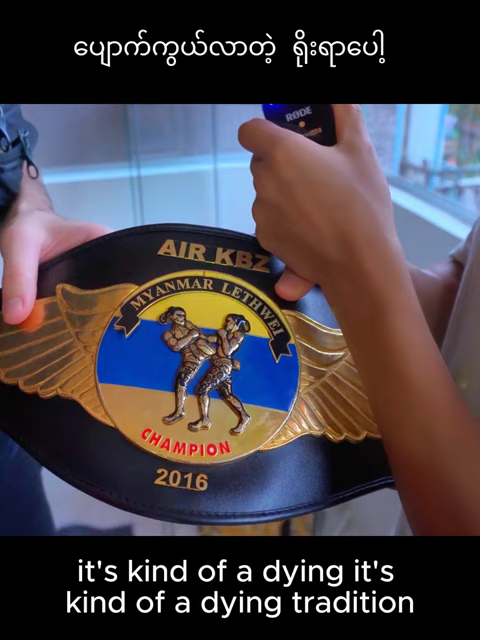 ပျောက်ကွယ်လာတဲ့ ရိုးရာပေါ့
RØDE
AIR KBZ
MYANMAR LETHWEI
CHAMPION
2016
it's kind of a dying it's
kind of a dying tradition